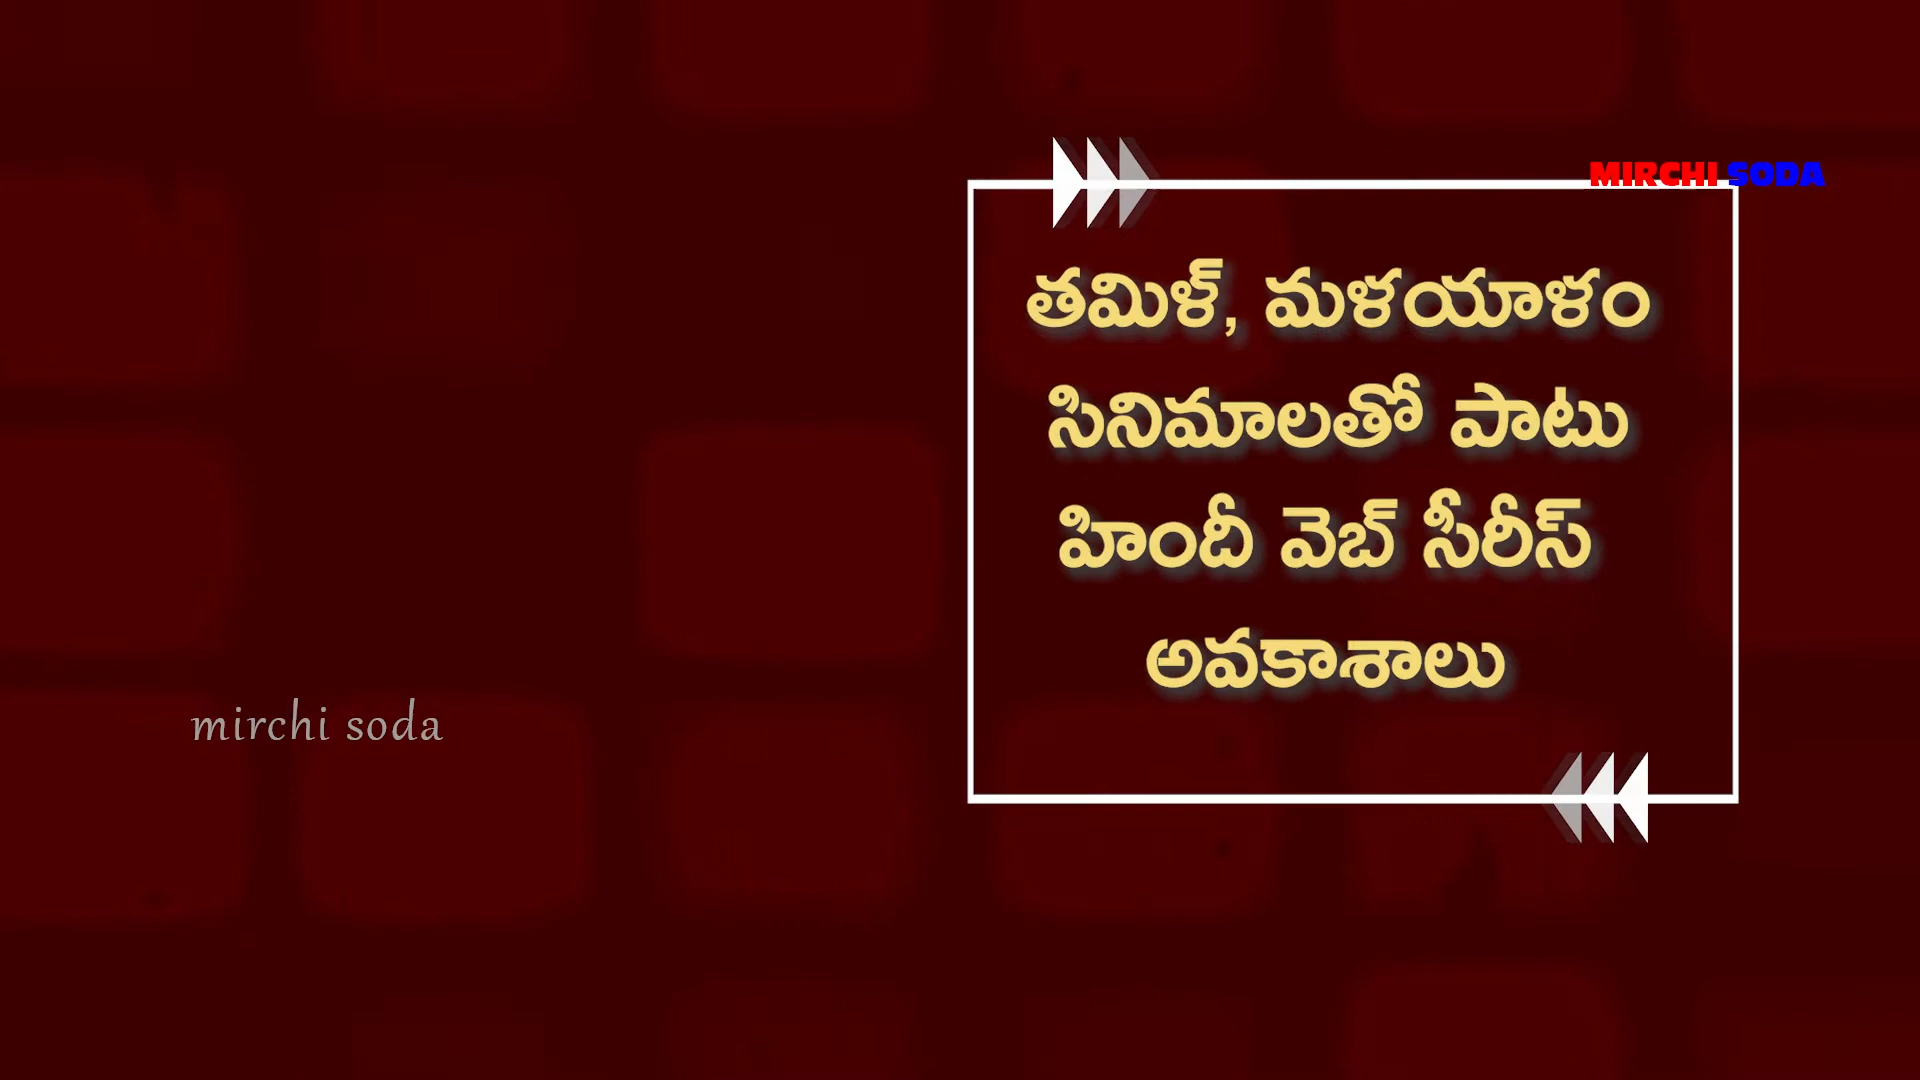 MIRCHI SODA
తమిళ్, మళయాళం
సినిమాలతో పాటు
హిందీ వెబ్ సీరీస్
అవకాశాలు
mirchi soda